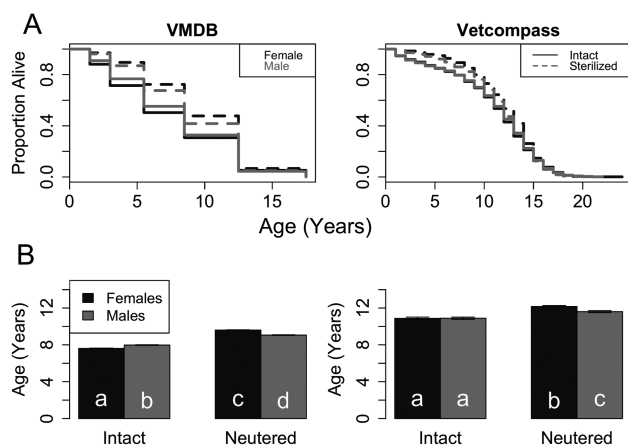 A
VMDB
Vetcompass
Proportion Alive
0.0 0.4 0.8
Female
Male
0 5 10 15
0.0 0.4 0.8
Intact
Sterilized
0 5 10 15 20
Age (Years)
B
Age (Years)
0 4 8 12
Females
Males
a b c d
Intact Neutered
Age (Years)
0 4 8 12
a a b c
Intact Neutered